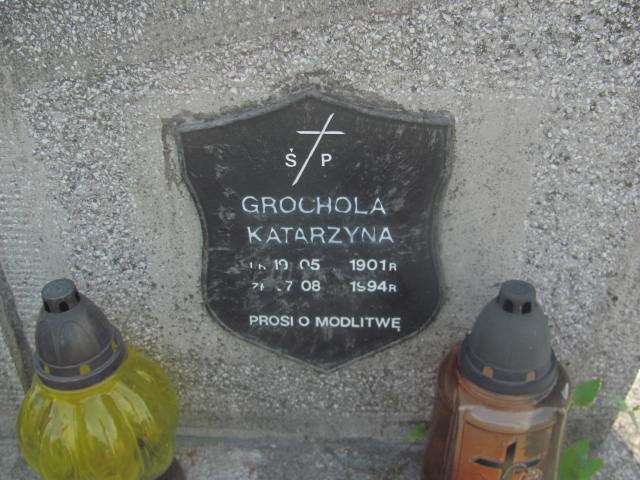 Ś P
GROCHOLA
KATARZYNA
19 05 1901R
08 1994R
PROSI O MODLITWĘ